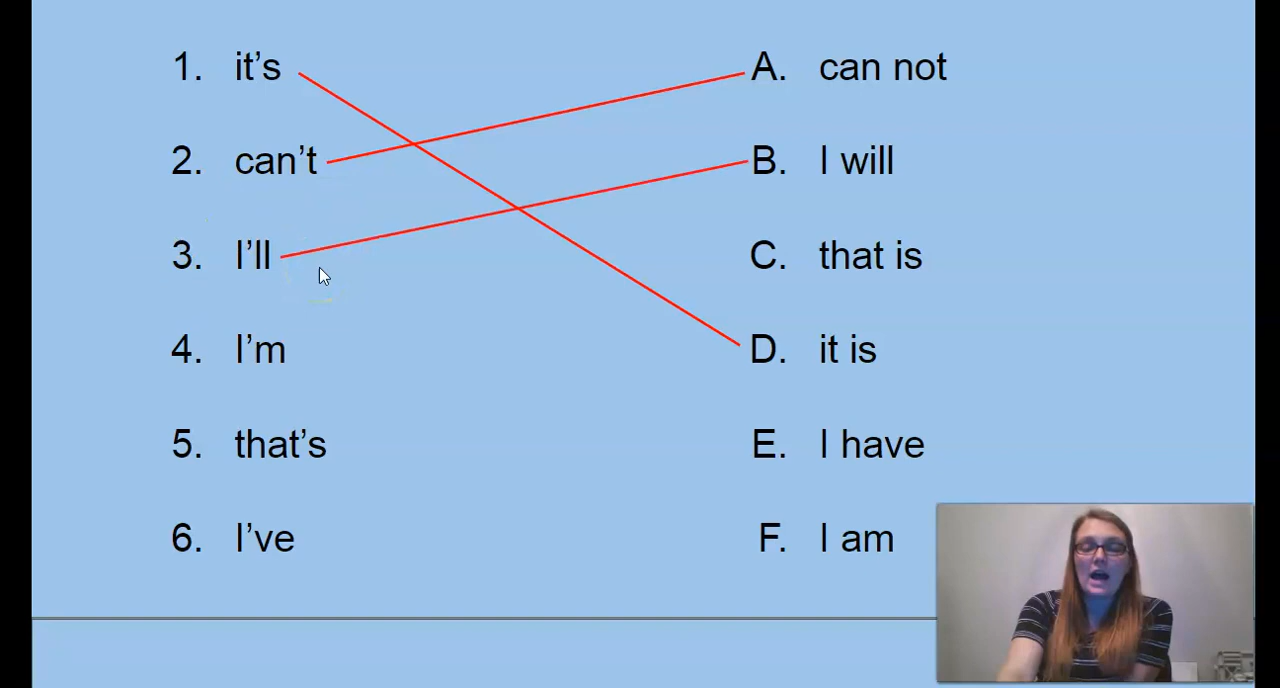 1. it’s
2. can’t
3. I’ll
4. I’m
5. that’s
6. I’ve
A. can not
B. I will
C. that is
D. it is
E. I have
F. I am